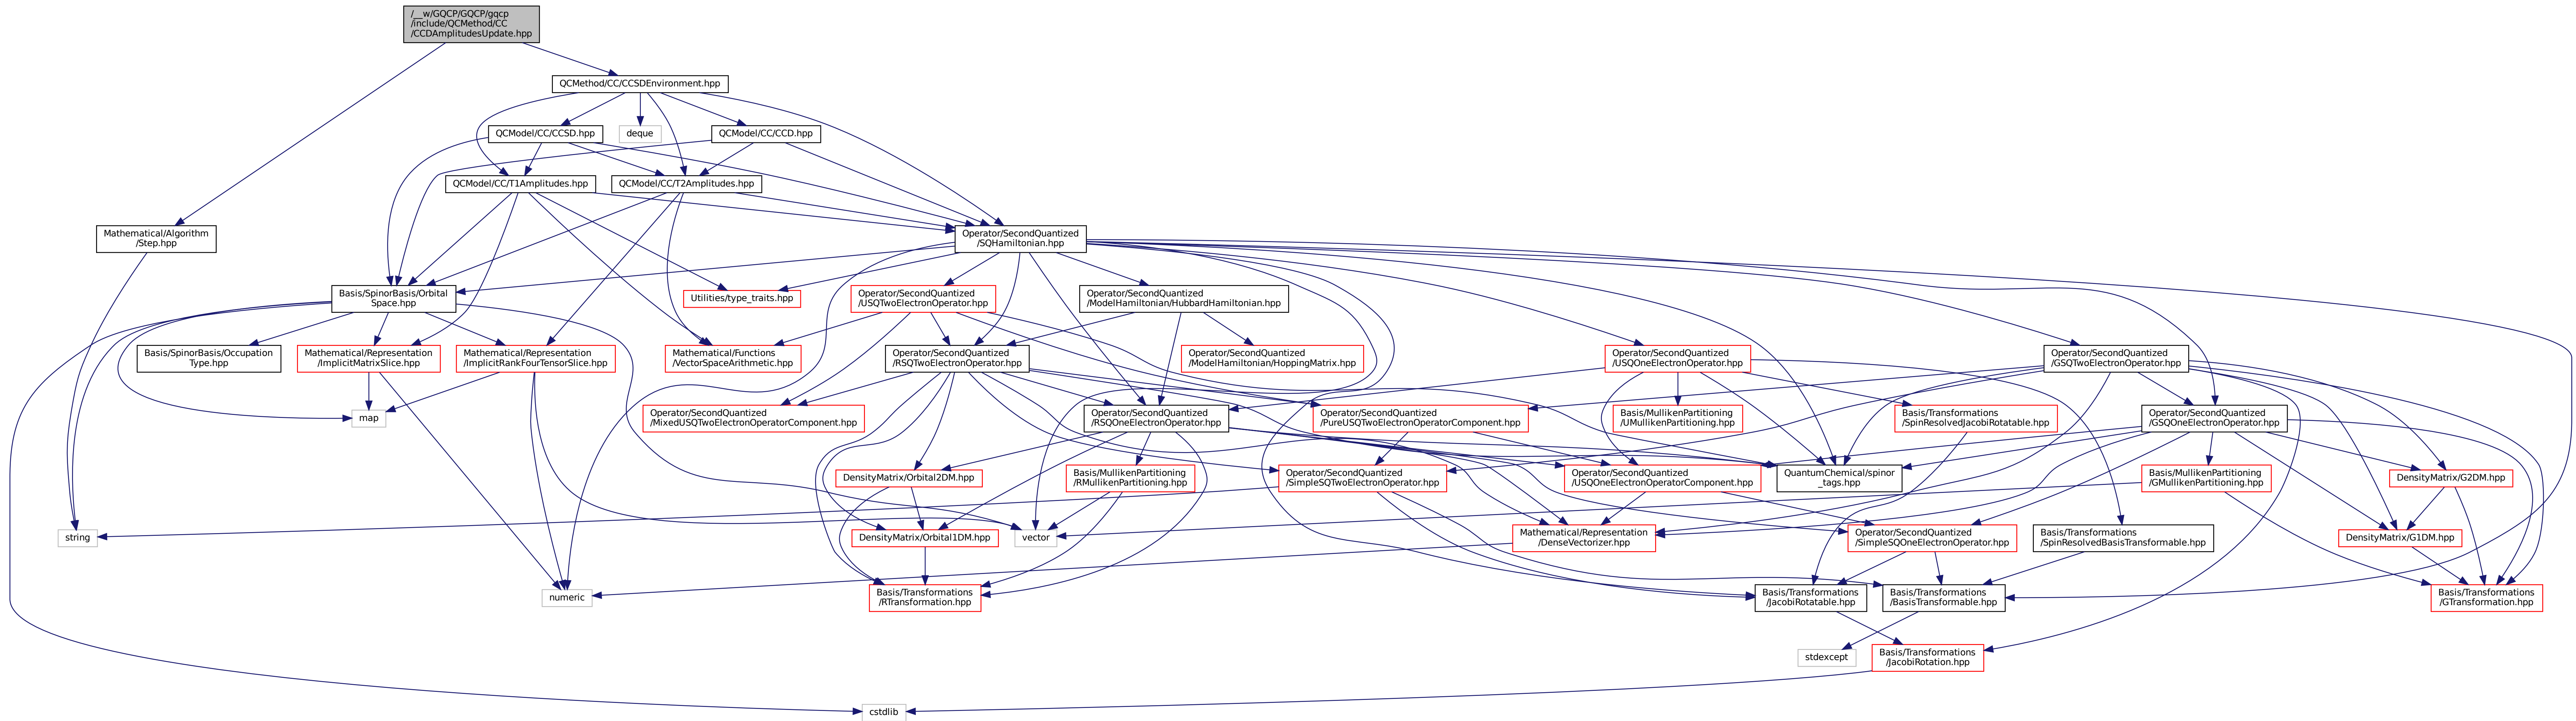 /__w/GQCP/GQCP/gqcp
/include/QCMethod/CC
/CCDAmplitudesUpdate.hpp
QCMethod/CC/CCSDEnvironment.hpp
QCModel/CC/CCSD.hpp
deque
QCModel/CC/CCD.hpp
QCModel/CC/T1Amplitudes.hpp
QCModel/CC/T2Amplitudes.hpp
Mathematical/Algorithm
/Step.hpp
Operator/SecondQuantized
/SQHamiltonian.hpp
Basis/SpinorBasis/Orbital
Space.hpp
Utilities/type_traits.hpp
Operator/SecondQuantized
/USQTwoElectronOperator.hpp
Operator/SecondQuantized
/ModelHamiltonian/HubbardHamiltonian.hpp
Basis/SpinorBasis/Occupation
Type.hpp
Mathematical/Representation
/ImplicitMatrixSlice.hpp
Mathematical/Representation
/ImplicitRankFourTensorSlice.hpp
Mathematical/Functions
/VectorSpaceArithmetic.hpp
Operator/SecondQuantized
/RSQTwoElectronOperator.hpp
Operator/SecondQuantized
/ModelHamiltonian/HoppingMatrix.hpp
Operator/SecondQuantized
/USQOneElectronOperator.hpp
Operator/SecondQuantized
/GSQTwoElectronOperator.hpp
map
Operator/SecondQuantized
/MixedUSQTwoElectronOperatorComponent.hpp
Operator/SecondQuantized
/RSQOneElectronOperator.hpp
Operator/SecondQuantized
/PureUSQTwoElectronOperatorComponent.hpp
Basis/MullikenPartitioning
/UMullikenPartitioning.hpp
Basis/Transformations
/SpinResolvedJacobiRotatable.hpp
Operator/SecondQuantized
/GSQOneElectronOperator.hpp
DensityMatrix/Orbital2DM.hpp
Basis/MullikenPartitioning
/RMullikenPartitioning.hpp
Operator/SecondQuantized
/SimpleSQTwoElectronOperator.hpp
Operator/SecondQuantized
/USQOneElectronOperatorComponent.hpp
QuantumChemical/spinor
_tags.hpp
Basis/MullikenPartitioning
/GMullikenPartitioning.hpp
DensityMatrix/G2DM.hpp
string
DensityMatrix/Orbital1DM.hpp
vector
Mathematical/Representation
/DenseVectorizer.hpp
Operator/SecondQuantized
/SimpleSQOneElectronOperator.hpp
Basis/Transformations
/SpinResolvedBasisTransformable.hpp
DensityMatrix/G1DM.hpp
numeric
Basis/Transformations
/RTransformation.hpp
Basis/Transformations
/JacobiRotatable.hpp
Basis/Transformations
/BasisTransformable.hpp
Basis/Transformations
/GTransformation.hpp
stdexcept
Basis/Transformations
/JacobiRotation.hpp
cstdlib